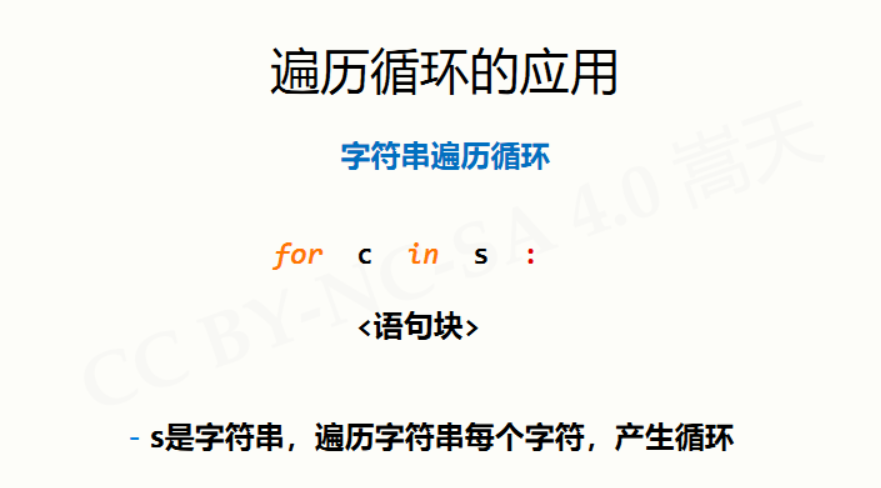 遍历循环的应用
字符串遍历循环
for c in s :
<语句块>
- s是字符串，遍历字符串每个字符，产生循环
CC BY-NC-SA 4.0 嵩天